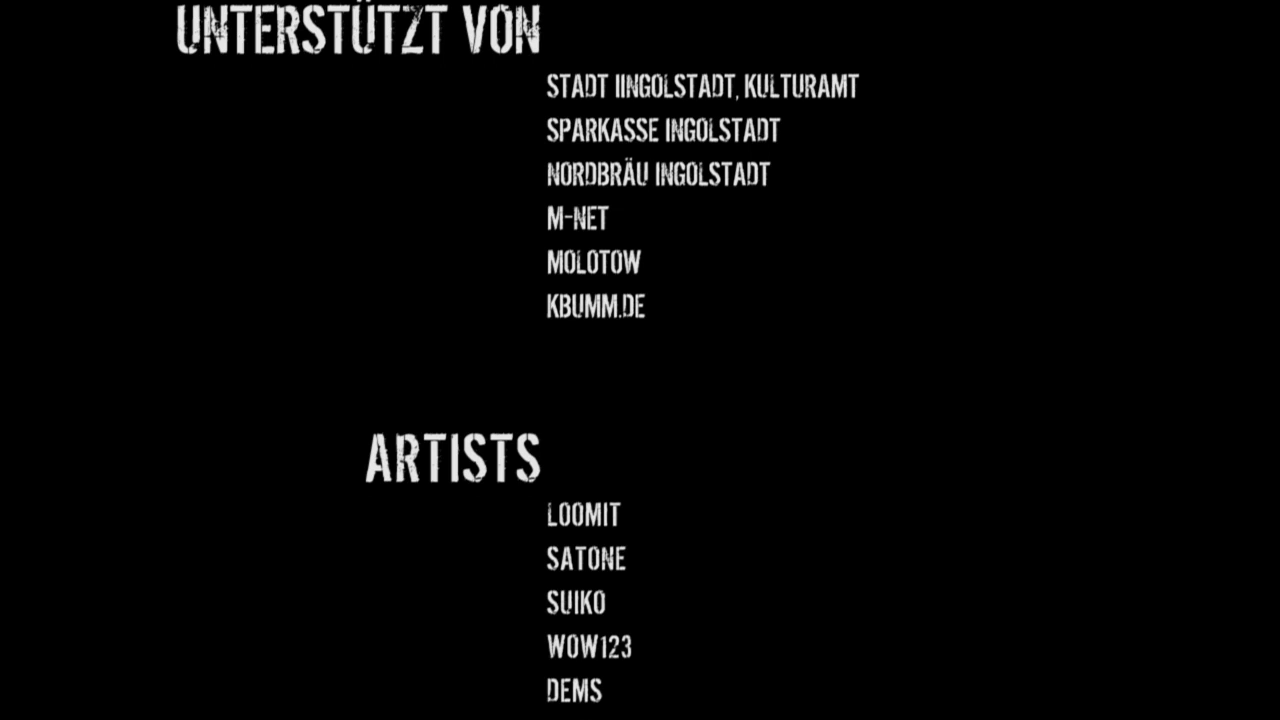 UNTERSTÜTZT VON
STADT IINGOLSTADT, KULTURAMT
SPARKASSE INGOLSTADT
NORDBRÄU INGOLSTADT
M-NET
MOLOTOW
KBUMM.DE
ARTISTS
LOOMIT
SATONE
SUIKO
WOW123
DEMS